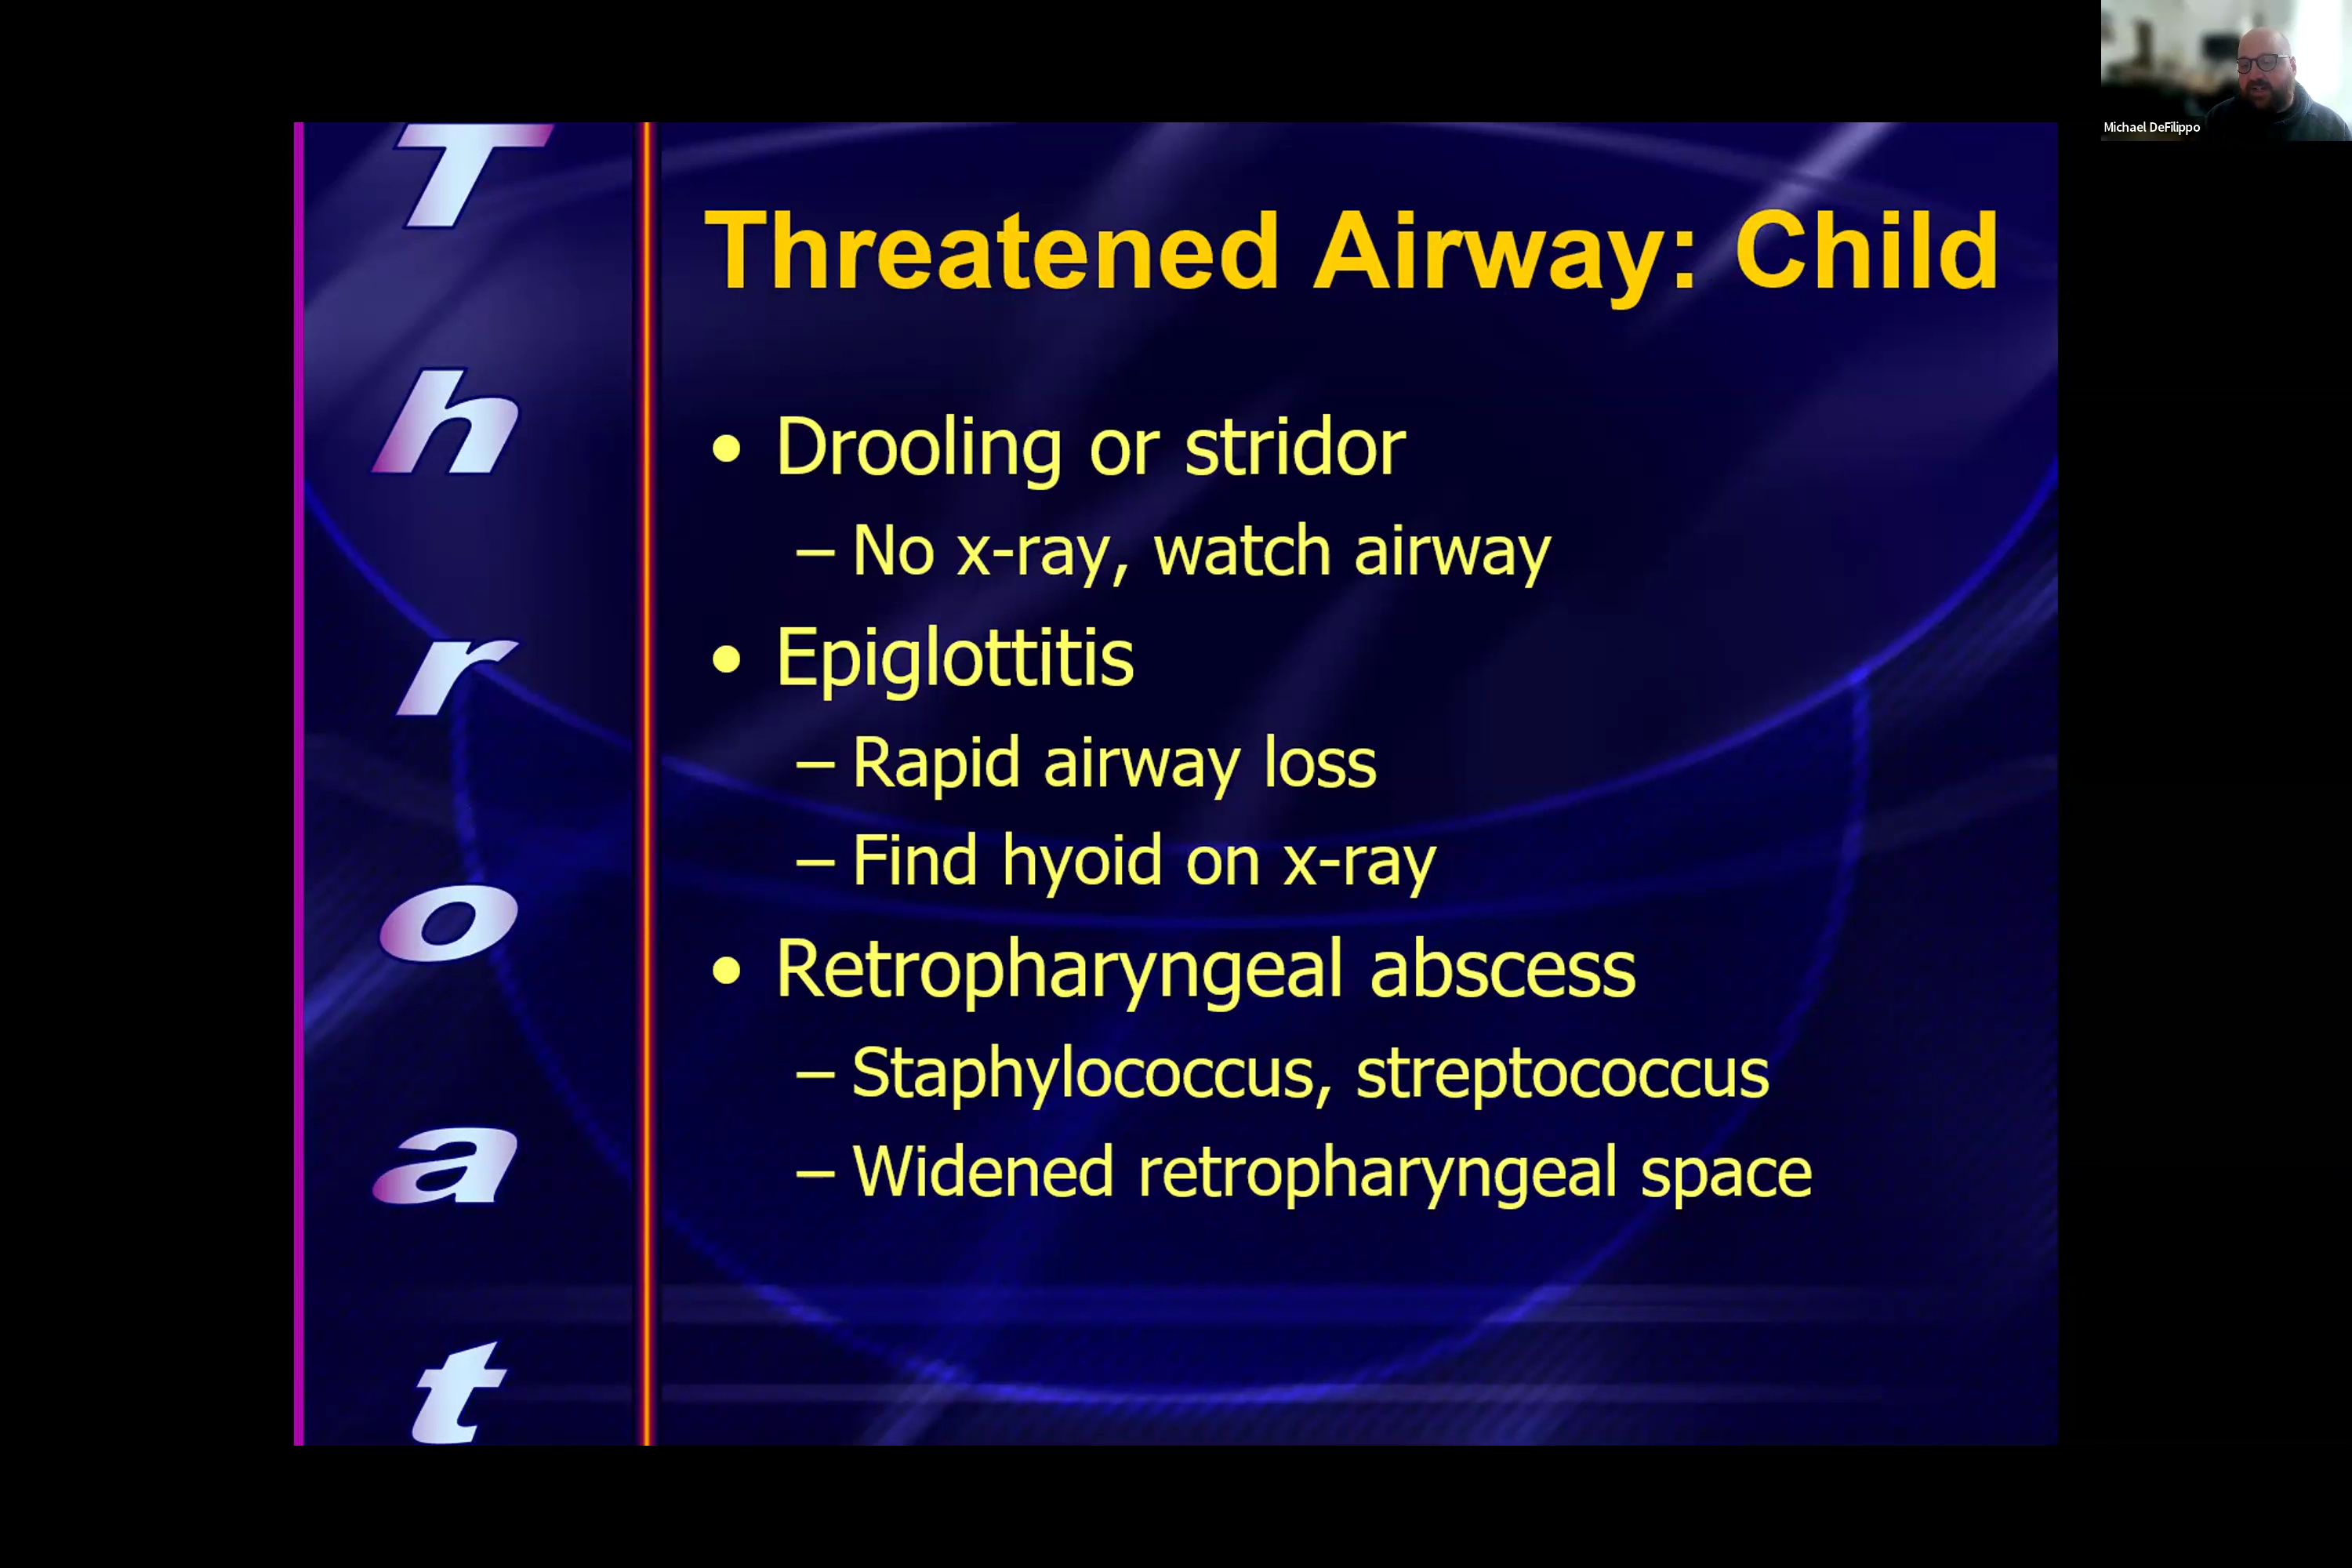 Michael DeFilippo
Throat
Threatened Airway: Child
• Drooling or stridor
– No x-ray, watch airway
• Epiglottitis
– Rapid airway loss
– Find hyoid on x-ray
• Retropharyngeal abscess
– Staphylococcus, streptococcus
– Widened retropharyngeal space